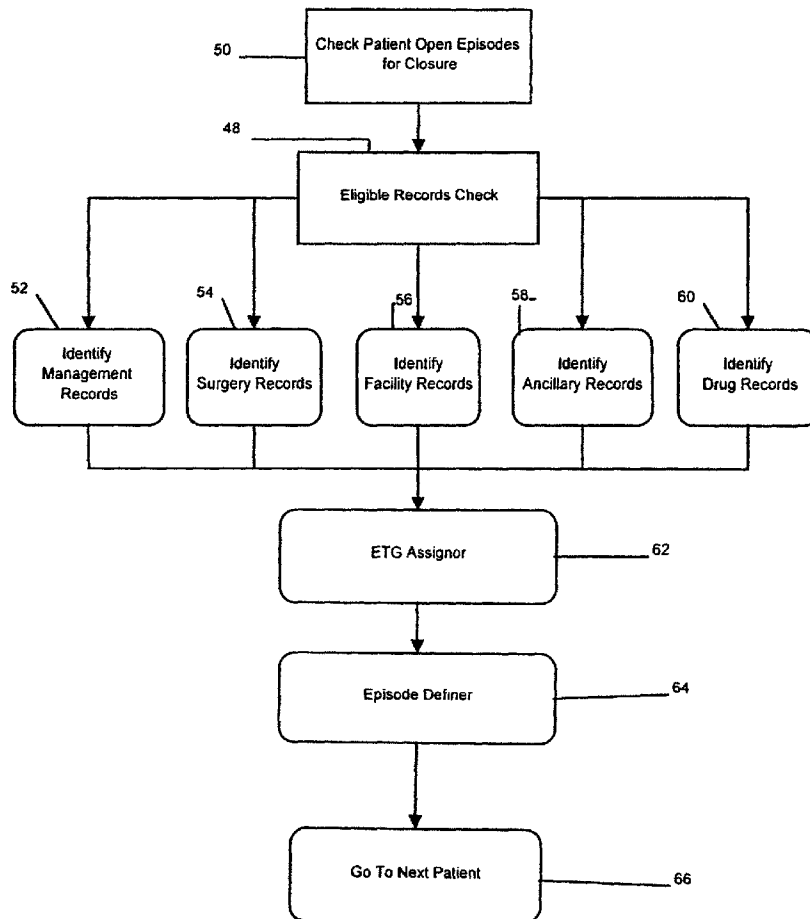 50
Check Patient Open Episodes
for Closure
48
Eligible Records Check
52
54
56
58
60
Identify
Management
Records
Identify
Surgery Records
Identify
Facility Records
Identify
Ancillary Records
Identify
Drug Records
ETG Assignor
62
Episode Definer
64
Go To Next Patient
66